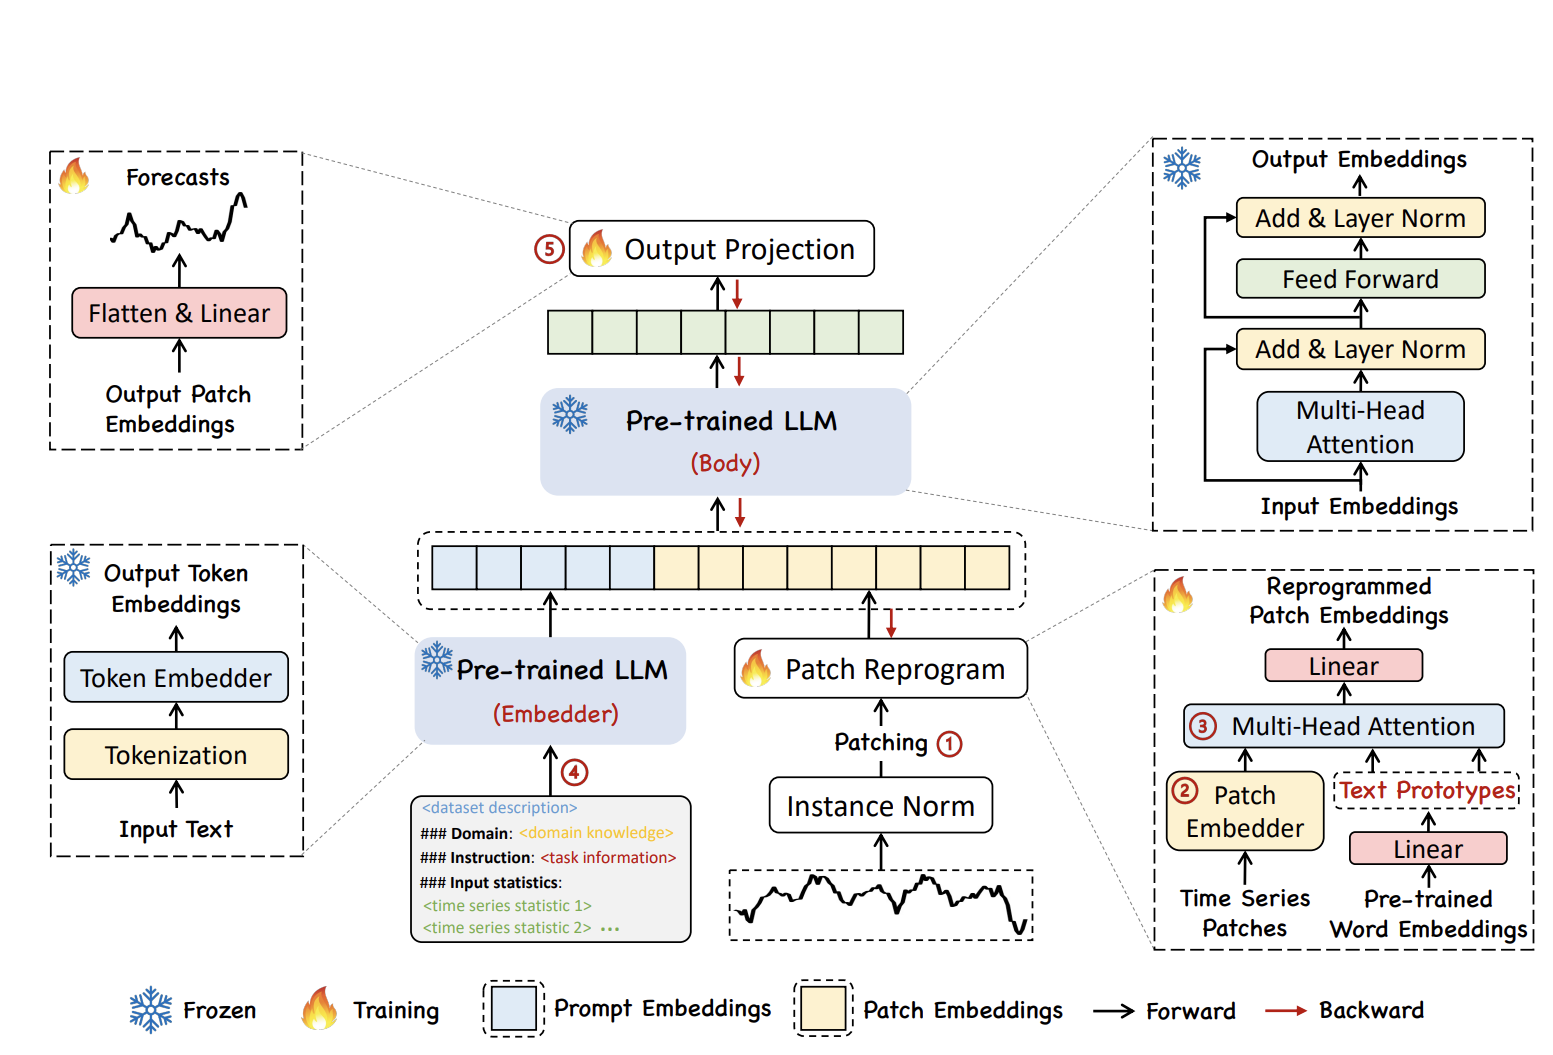 Forecasts
Flatten & Linear
Output Patch
Embeddings
⑤ Output Projection
Pre-trained LLM
(Body)
Output Embeddings
Add & Layer Norm
Feed Forward
Add & Layer Norm
Multi-Head
Attention
Input Embeddings
Output Token
Embeddings
Token Embedder
Tokenization
Input Text
Pre-trained LLM
(Embedder)
④
<dataset description>
### Domain: <domain knowledge>
### Instruction: <task information>
### Input statistics:
<time series statistic 1>
<time series statistic 2> ...
Patch Reprogram
Patching ①
Instance Norm
Reprogrammed
Patch Embeddings
Linear
③ Multi-Head Attention
② Patch
Embedder
Text Prototypes
Linear
Time Series
Patches
Pre-trained
Word Embeddings
Frozen
Training
Prompt Embeddings
Patch Embeddings
Forward
Backward